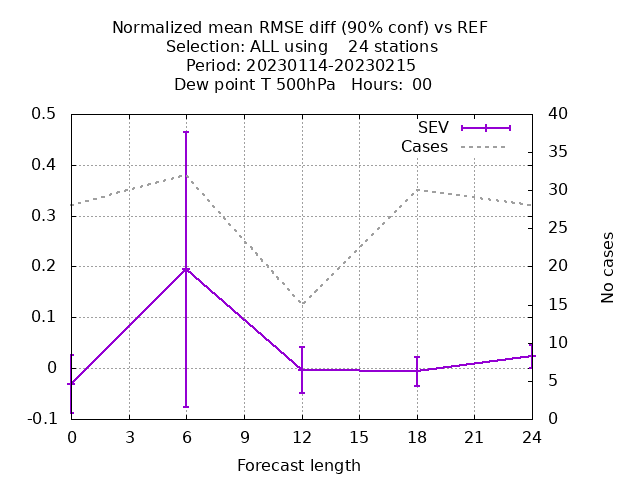 Normalized mean RMSE diff (90% conf) vs REF
Selection: ALL using    24 stations
Period: 20230114-20230215
Dew point T 500hPa   Hours: 00
0.5
0.4
0.3
0.2
0.1
0
-0.1
SEV
Cases
40
35
30
25
20
15
10
5
0
No cases
0 3 6 9 12 15 18 21 24
Forecast length